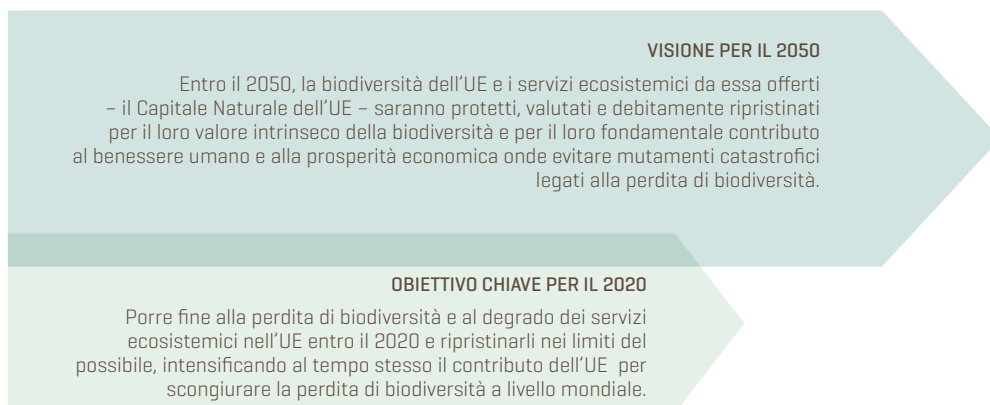 VISIONE PER IL 2050
Entro il 2050, la biodiversità dell'UE e i servizi ecosistemici da essa offerti
– il Capitale Naturale dell'UE – saranno protetti, valutati e debitamente ripristinati
per il loro valore intrinseco della biodiversità e per il loro fondamentale contributo
al benessere umano e alla prosperità economica onde evitare mutamenti catastrofici
legati alla perdita di biodiversità.
OBIETTIVO CHIAVE PER IL 2020
Porre fine alla perdita di biodiversità e al degrado dei servizi
ecosistemici nell'UE entro il 2020 e ripristinarli nei limiti del
possibile, intensificando al tempo stesso il contributo dell'UE per
scongiurare la perdita di biodiversità a livello mondiale.